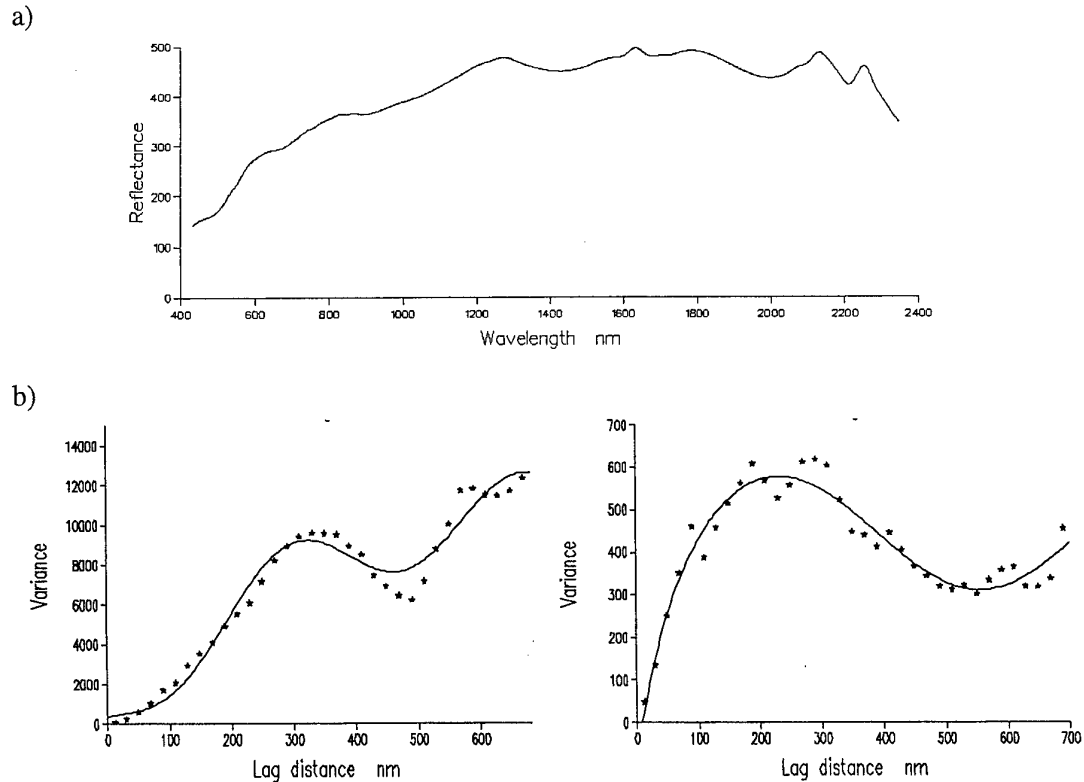 a)
500
400
300
200
100
0
Reflectance
400 600 800 1000 1200 1400 1600 1800 2000 2200 2400
Wavelength nm
b)
14000
12000
10000
8000
6000
4000
2000
0
Variance
0 100 200 300 400 500 600
Lag distance nm
700
600
500
400
300
200
100
0
Variance
0 100 200 300 400 500 600 700
Lag distance nm